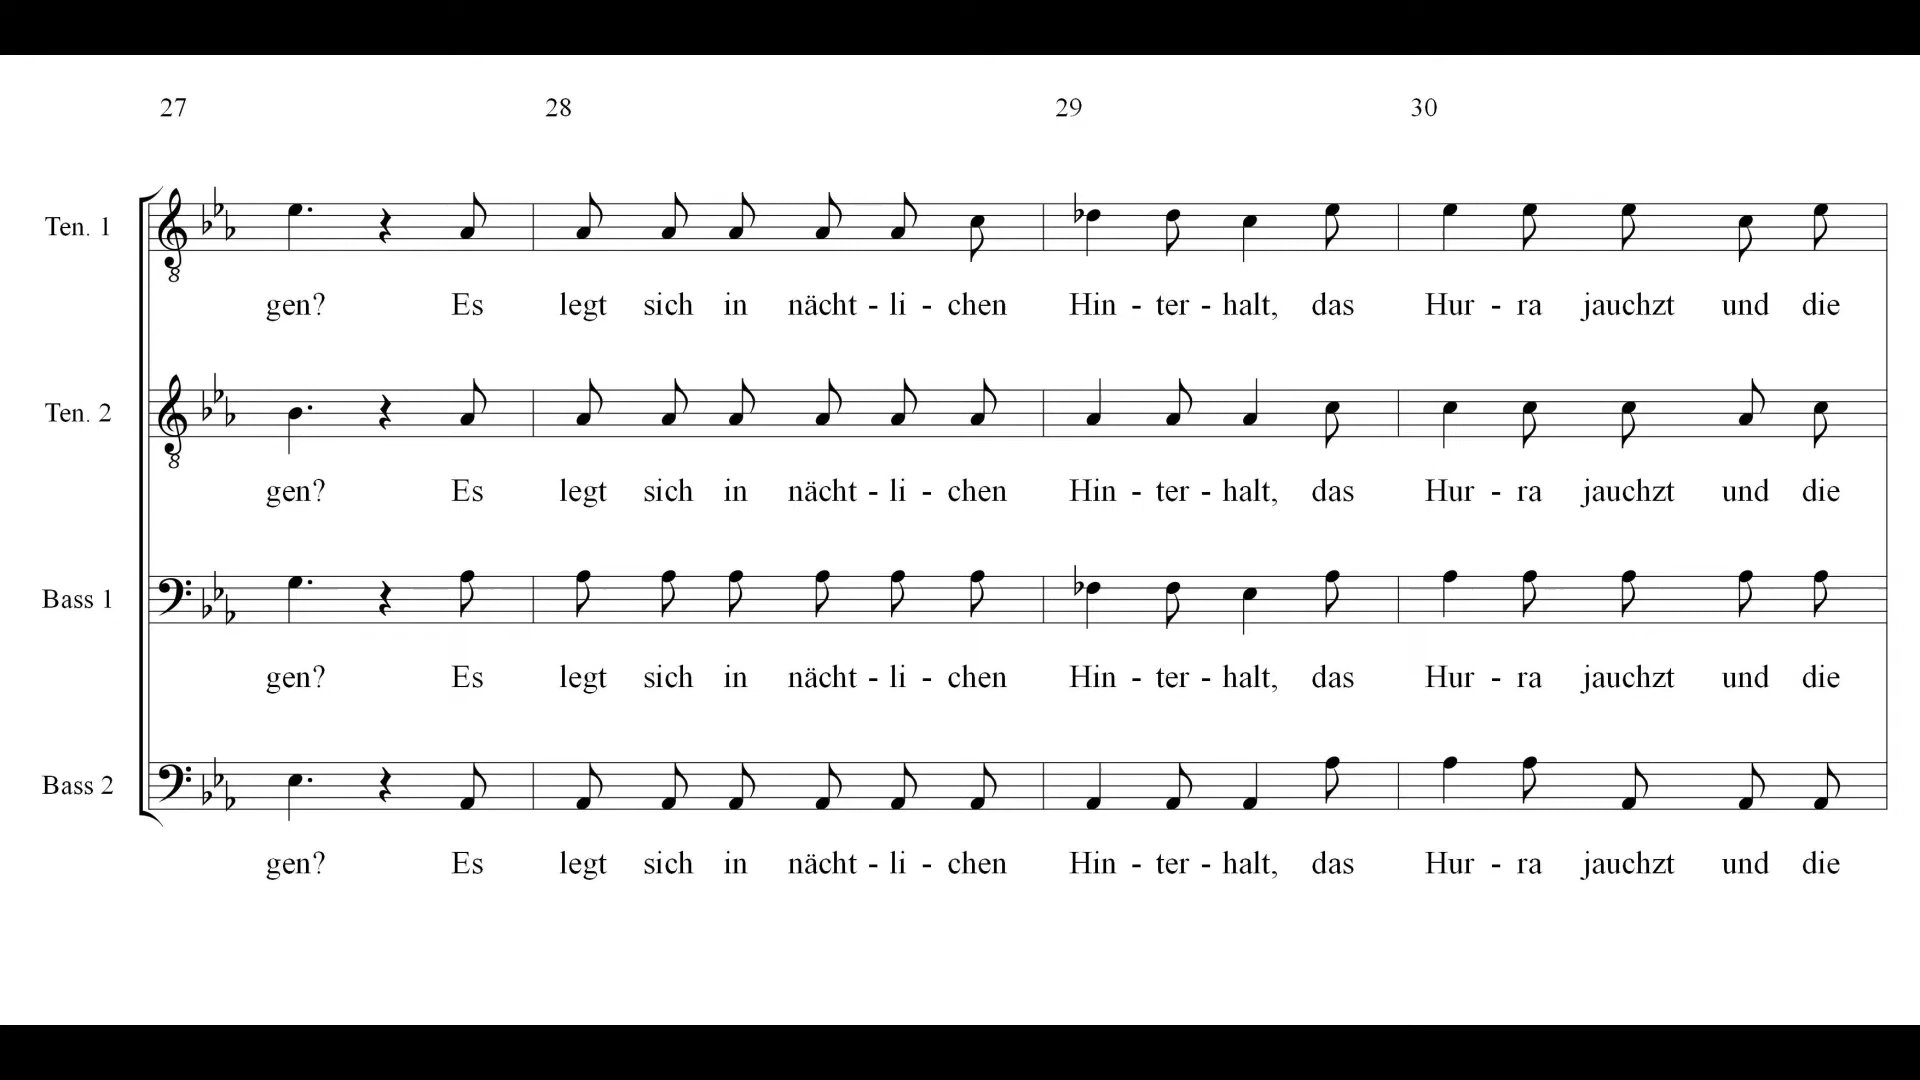 27 28 29 30
Ten. 1
8
gen? Es legt sich in nächt - li - chen Hin - ter - halt, das Hur - ra jauchzt und die
Ten. 2
8
gen? Es legt sich in nächt - li - chen Hin - ter - halt, das Hur - ra jauchzt und die
Bass 1
gen? Es legt sich in nächt - li - chen Hin - ter - halt, das Hur - ra jauchzt und die
Bass 2
gen? Es legt sich in nächt - li - chen Hin - ter - halt, das Hur - ra jauchzt und die